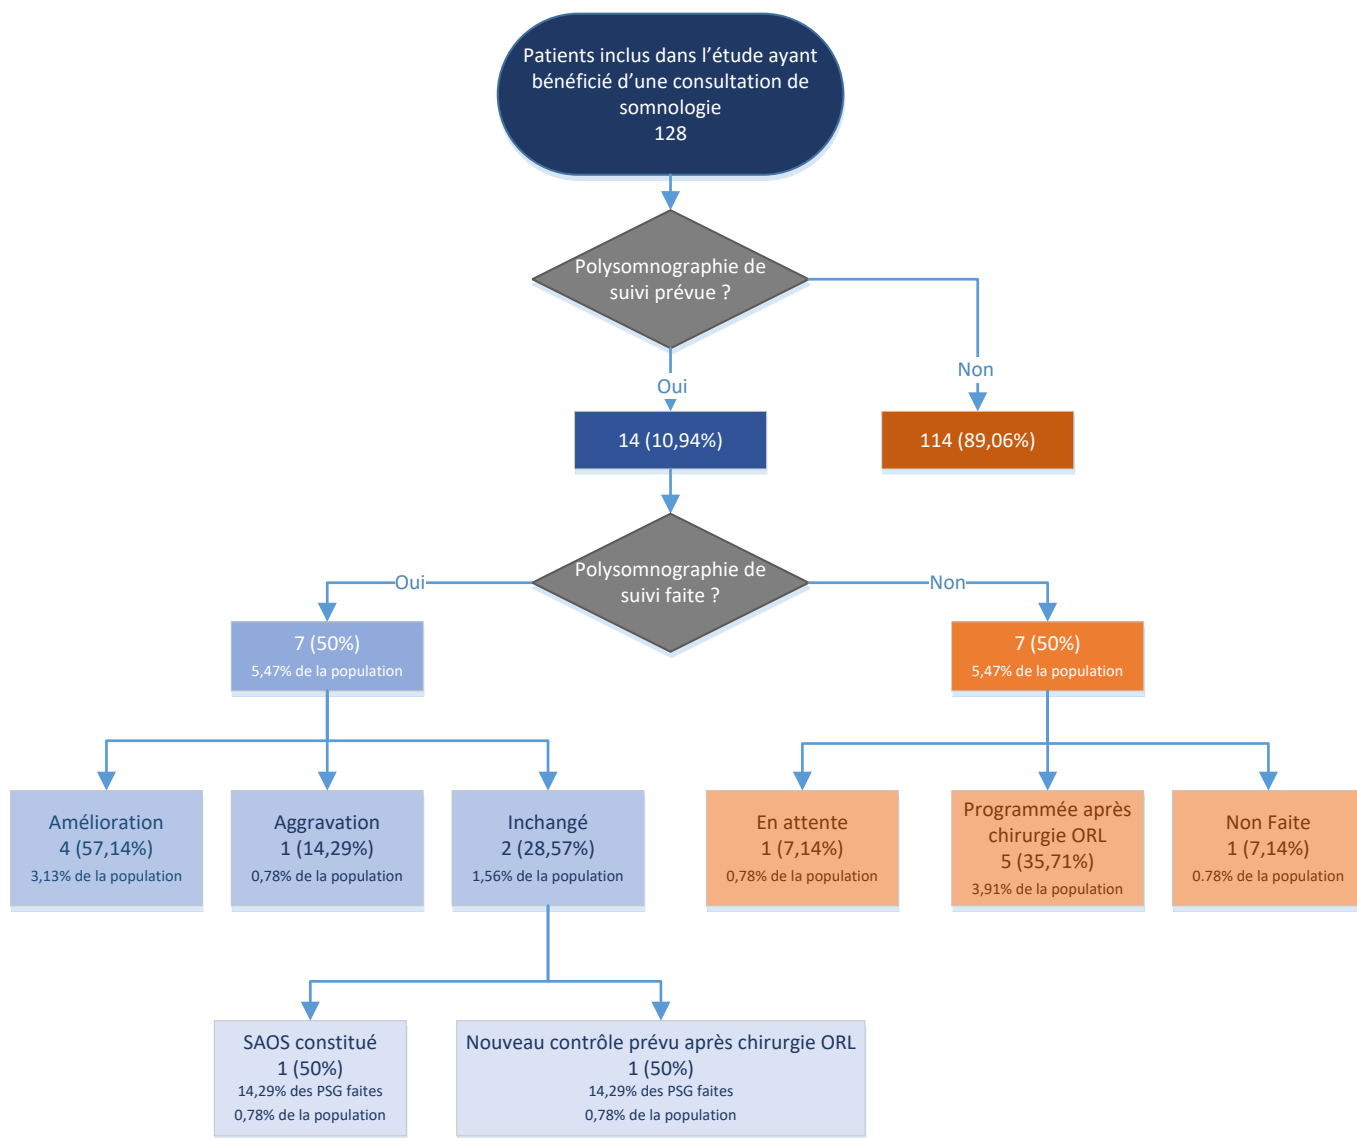 Patients inclus dans l'étude ayant
bénéficié d'une consultation de
somnologie
128
Polysomnographie de
suivi prévue ?
Oui
Non
14 (10,94%)
114 (89,06%)
Polysomnographie de
suivi faite ?
Oui
Non
7 (50%)
5,47% de la population
7 (50%)
5,47% de la population
Amélioration
4 (57,14%)
3,13% de la population
Aggravation
1 (14,29%)
0,78% de la population
Inchangé
2 (28,57%)
1,56% de la population
En attente
1 (7,14%)
0,78% de la population
Programmée après
chirurgie ORL
5 (35,71%)
3,91% de la population
Non Faite
1 (7,14%)
0.78% de la population
SAOS constitué
1 (50%)
14,29% des PSG faites
0,78% de la population
Nouveau contrôle prévu après chirurgie ORL
1 (50%)
14,29% des PSG faites
0,78% de la population